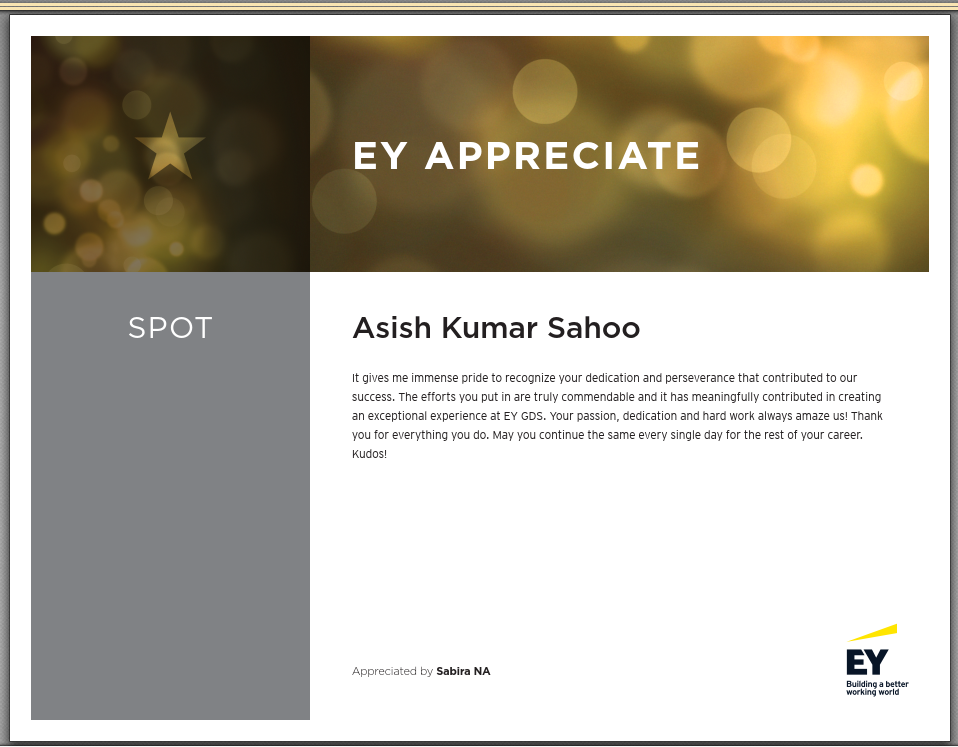 EY APPRECIATE
SPOT
Asish Kumar Sahoo
It gives me immense pride to recognize your dedication and perseverance that contributed to our
success. The efforts you put in are truly commendable and it has meaningfully contributed in creating
an exceptional experience at EY GDS. Your passion, dedication and hard work always amaze us! Thank
you for everything you do. May you continue the same every single day for the rest of your career.
Kudos!
Appreciated by Sabira NA
EY
Building a better
working world